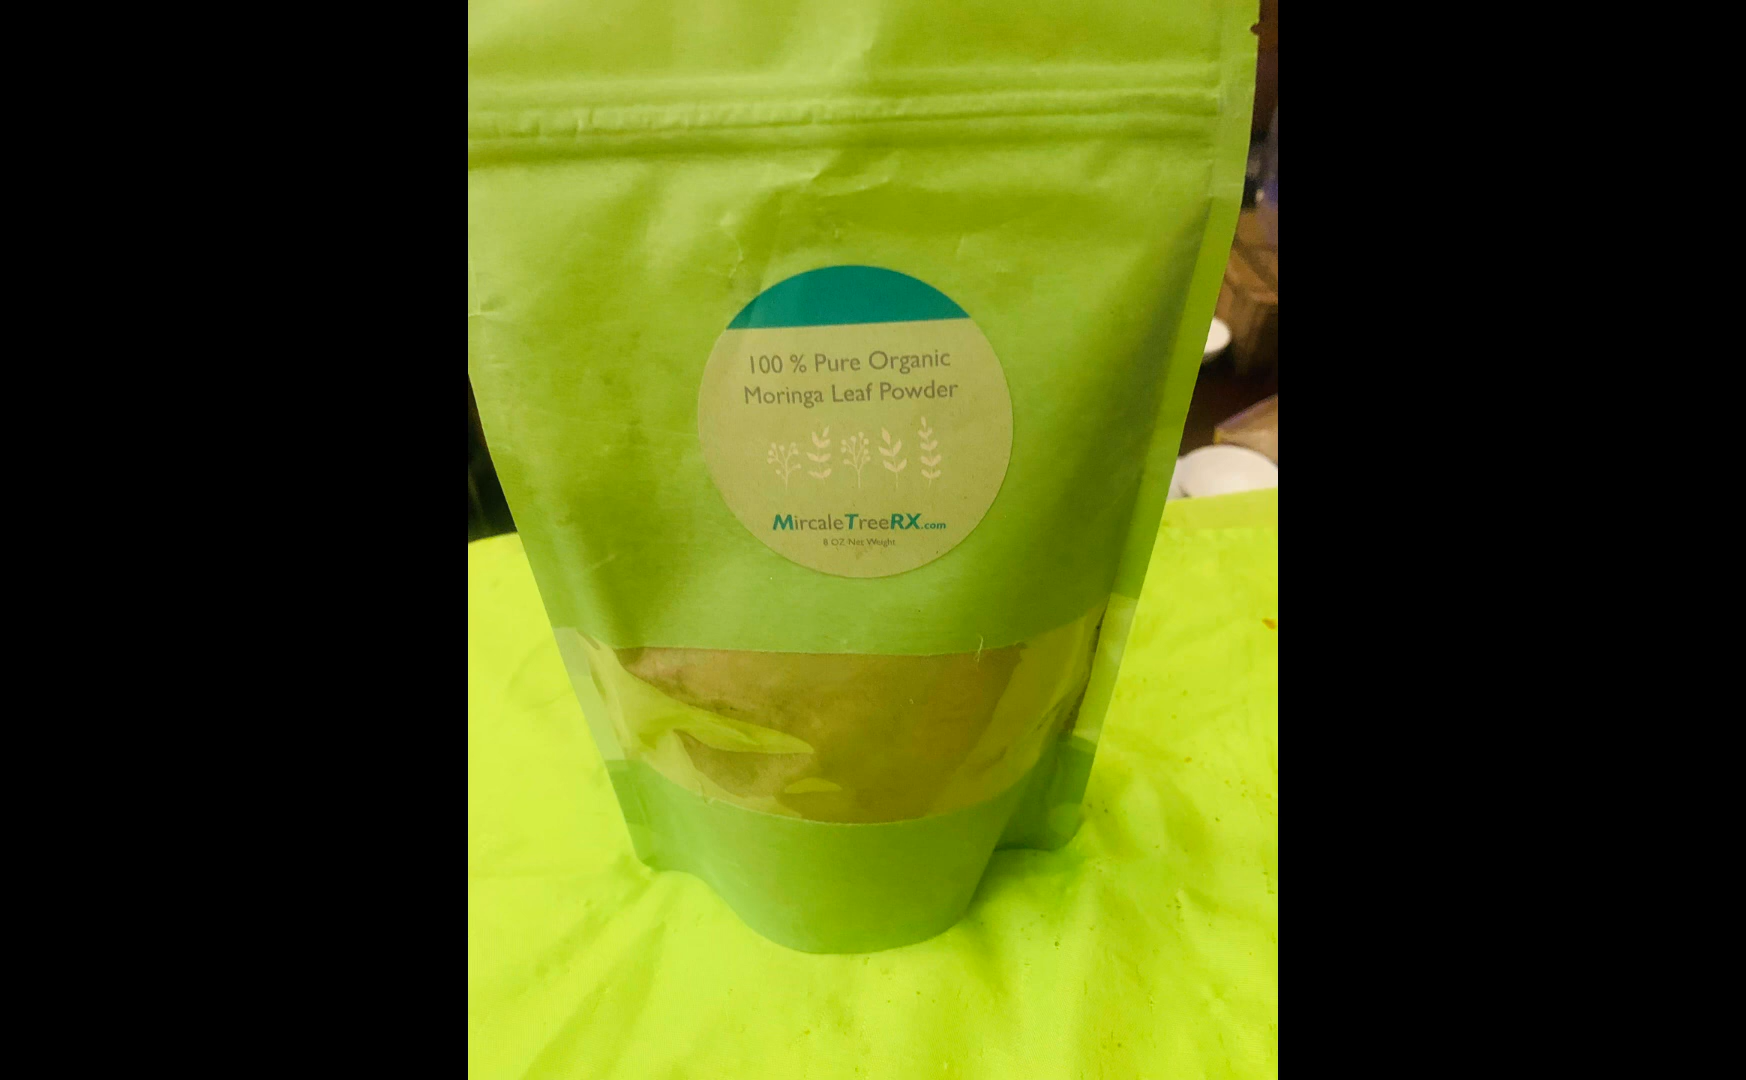 100 % Pure Organic
Moringa Leaf Powder
MircaleTreeRX.com
8 OZ Net Weight